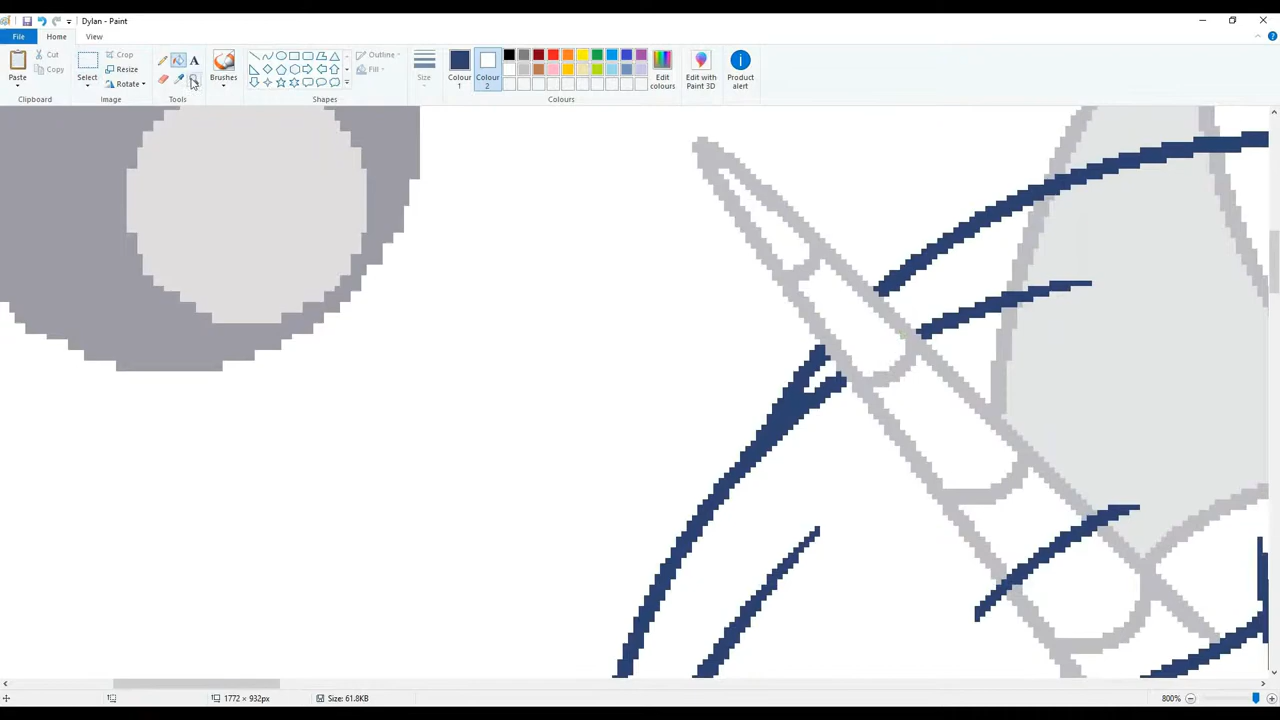 Dylan - Paint
File Home View
Paste
Cut
Copy
Clipboard
Select
Crop
Resize
Rotate
Image
A
Tools
Brushes
Outline
Fill
Shapes
Size
Colour
1
Colour
2
Edit
colours
Colours
Edit with
Paint 3D
Product
alert
1772 × 932px
Size: 61.8KB
800%